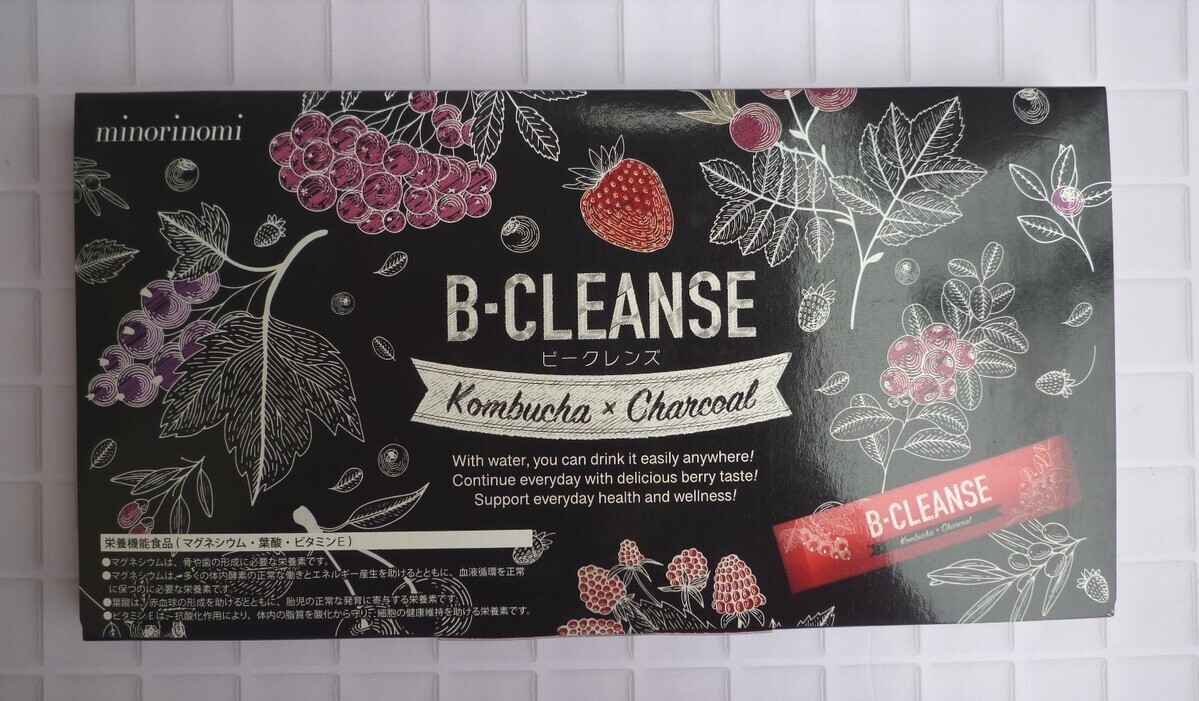 minorinomi
B-CLEANSE
ビークレンズ
Kombucha × Charcoal
With water, you can drink it easily anywhere!
Continue everyday with delicious berry taste!
Support everyday health and wellness!
B-CLEANSE
Kombucha × Charcoal
栄養機能食品(マグネシウム・葉酸・ビタミンE)
●マグネシウムは、骨や歯の形成に必要な栄養素です。
●マグネシウムは、多くの体内酵素の正常な働きとエネルギー産生を助けるとともに、血液循環を正常
に保つのに必要な栄養素です。
●葉酸は、赤血球の形成を助けるとともに、胎児の正常な発育に寄与する栄養素です。
●ビタミンEは、抗酸化作用により、体内の脂質を酸化から守り、細胞の健康維持を助ける栄養素です。